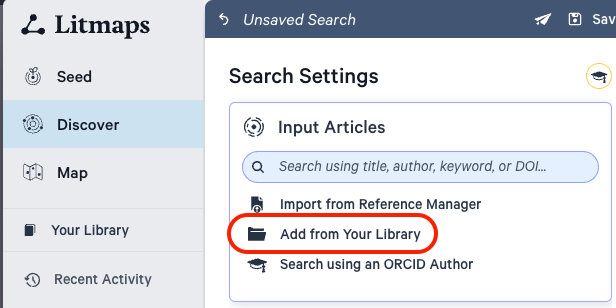 Litmaps
Seed
Discover
Map
Your Library
Recent Activity
Unsaved Search
Sav
Search Settings
Input Articles
Search using title, author, keyword, or DOI...
Import from Reference Manager
Add from Your Library
Search using an ORCID Author